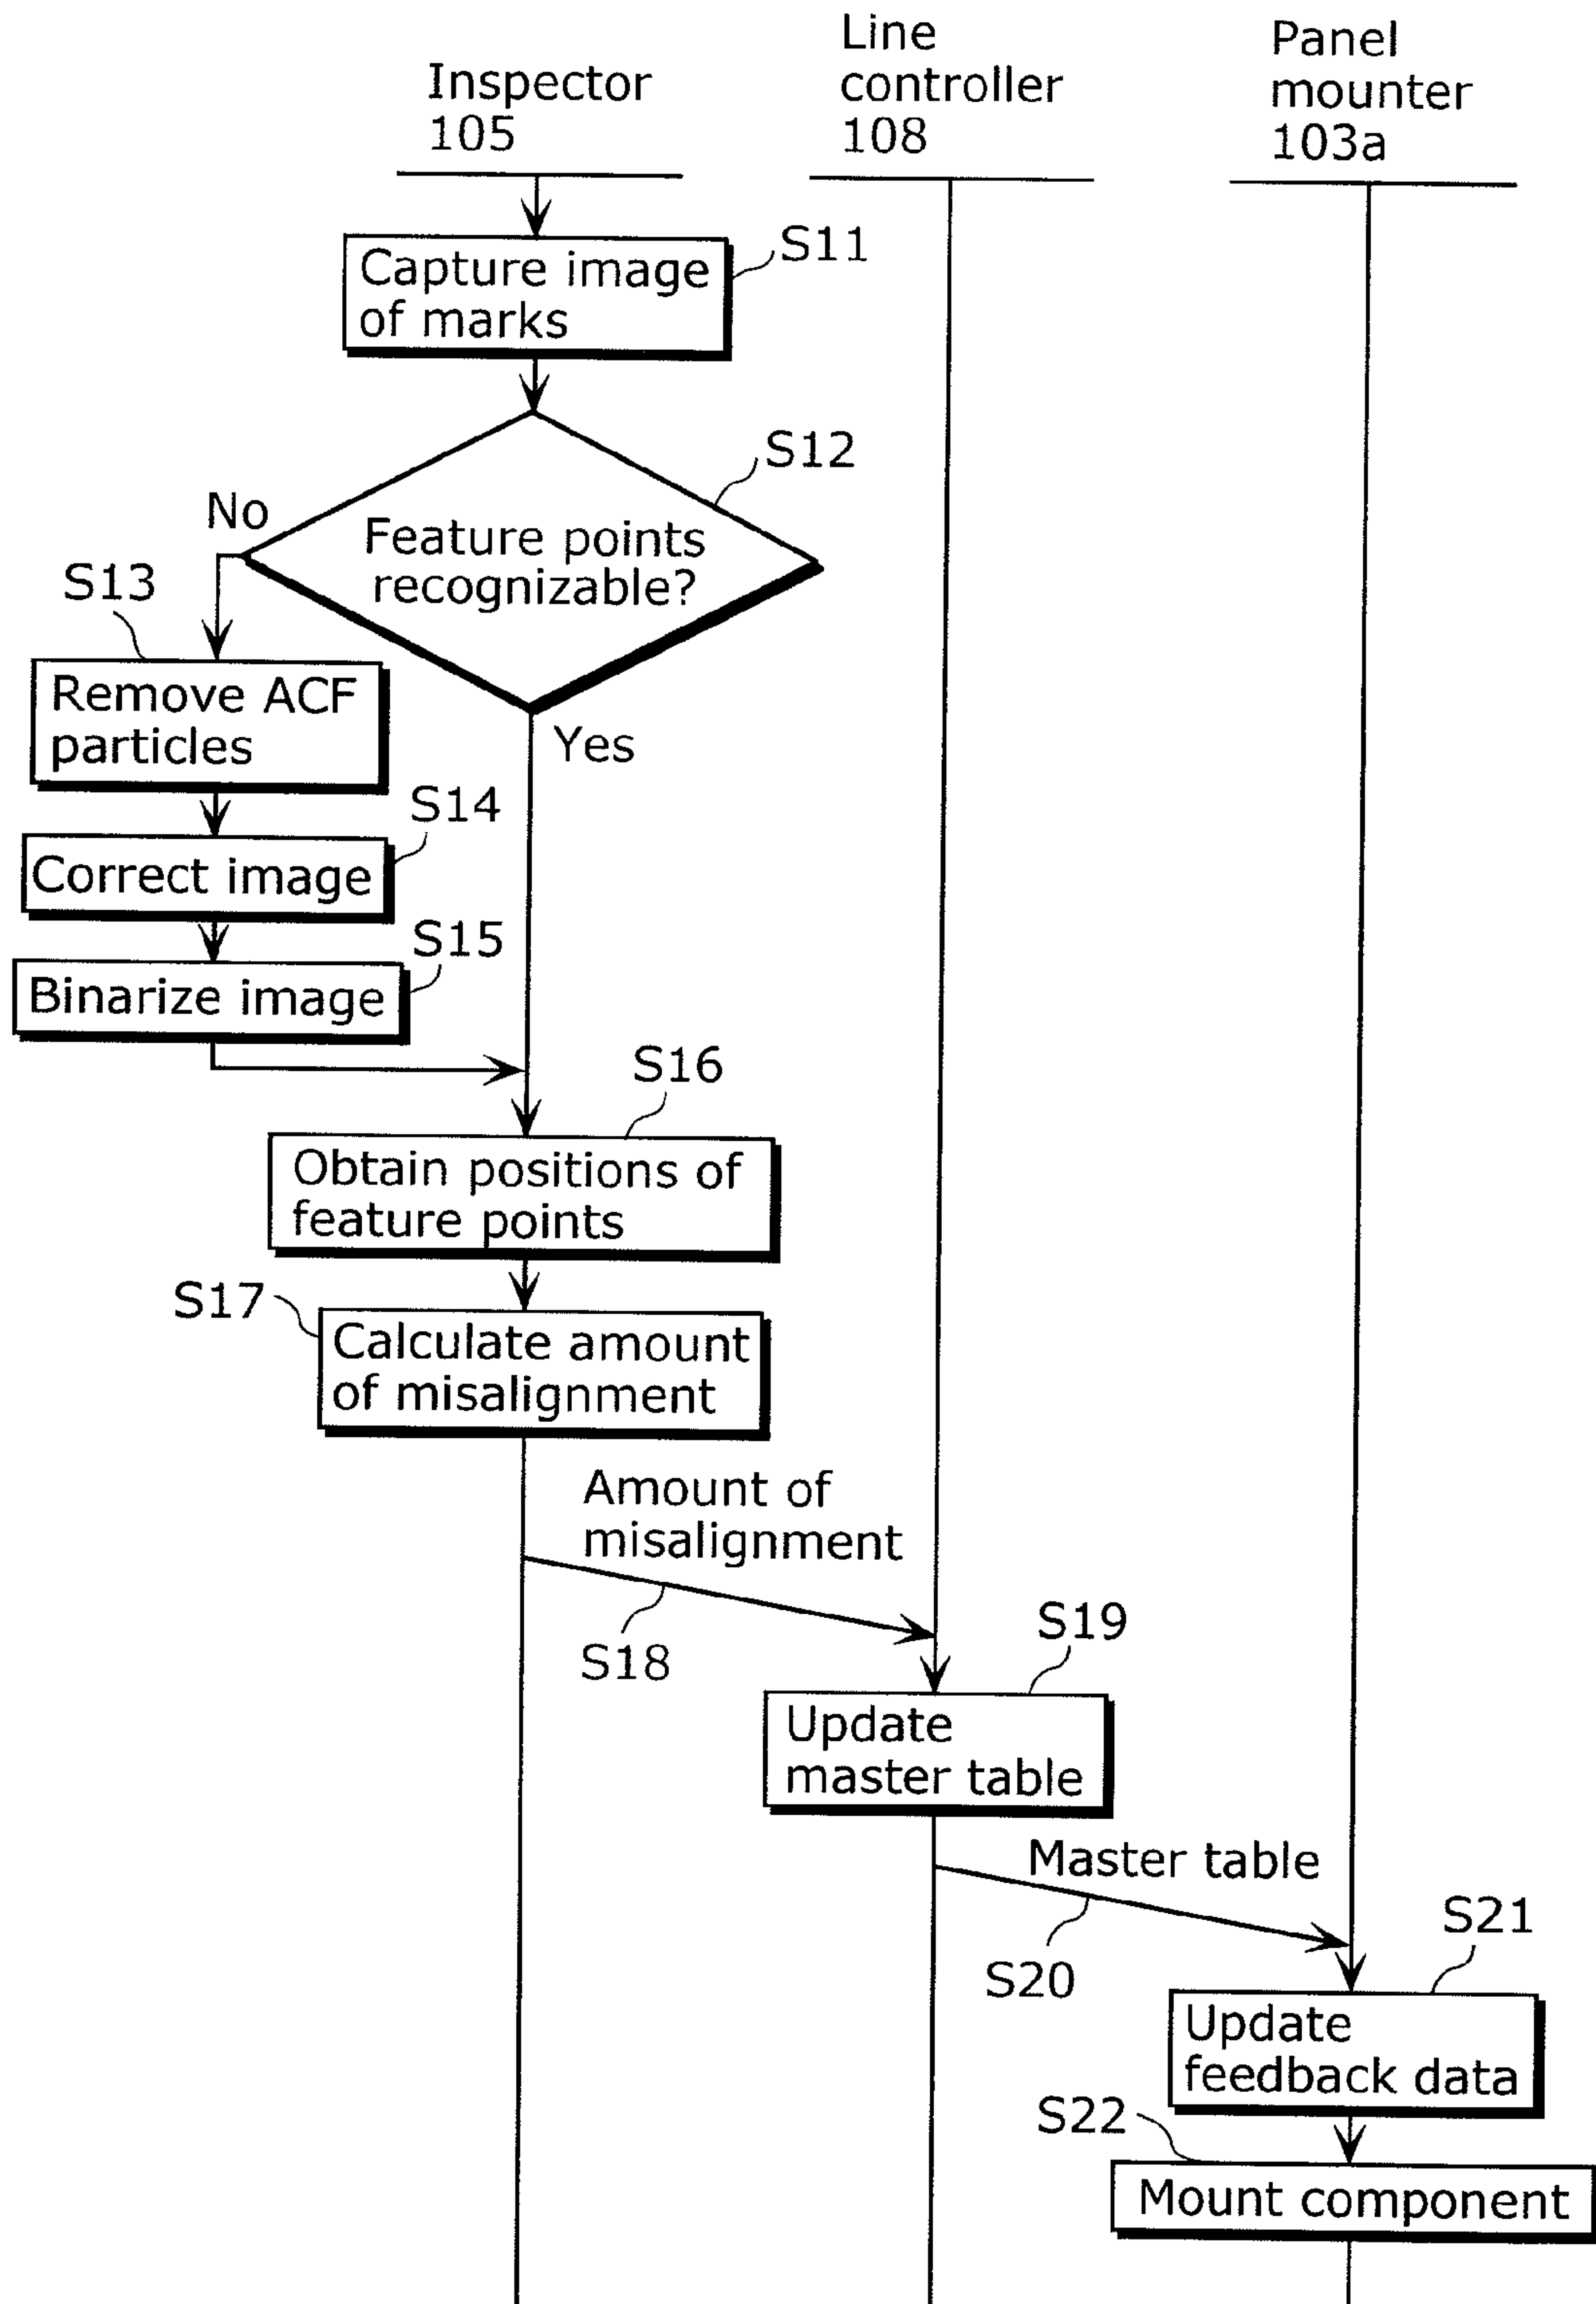 Inspector
105
Line
controller
108
Panel
mounter
103a
Capture image
of marks
S11
S12
No
Feature points
recognizable?
S13
Remove ACF
particles
Yes
S14
Correct image
S15
Binarize image
S16
Obtain positions of
feature points
S17
Calculate amount
of misalignment
Amount of
misalignment
S18
S19
Update
master table
Master table
S20
S21
Update
feedback data
S22
Mount component